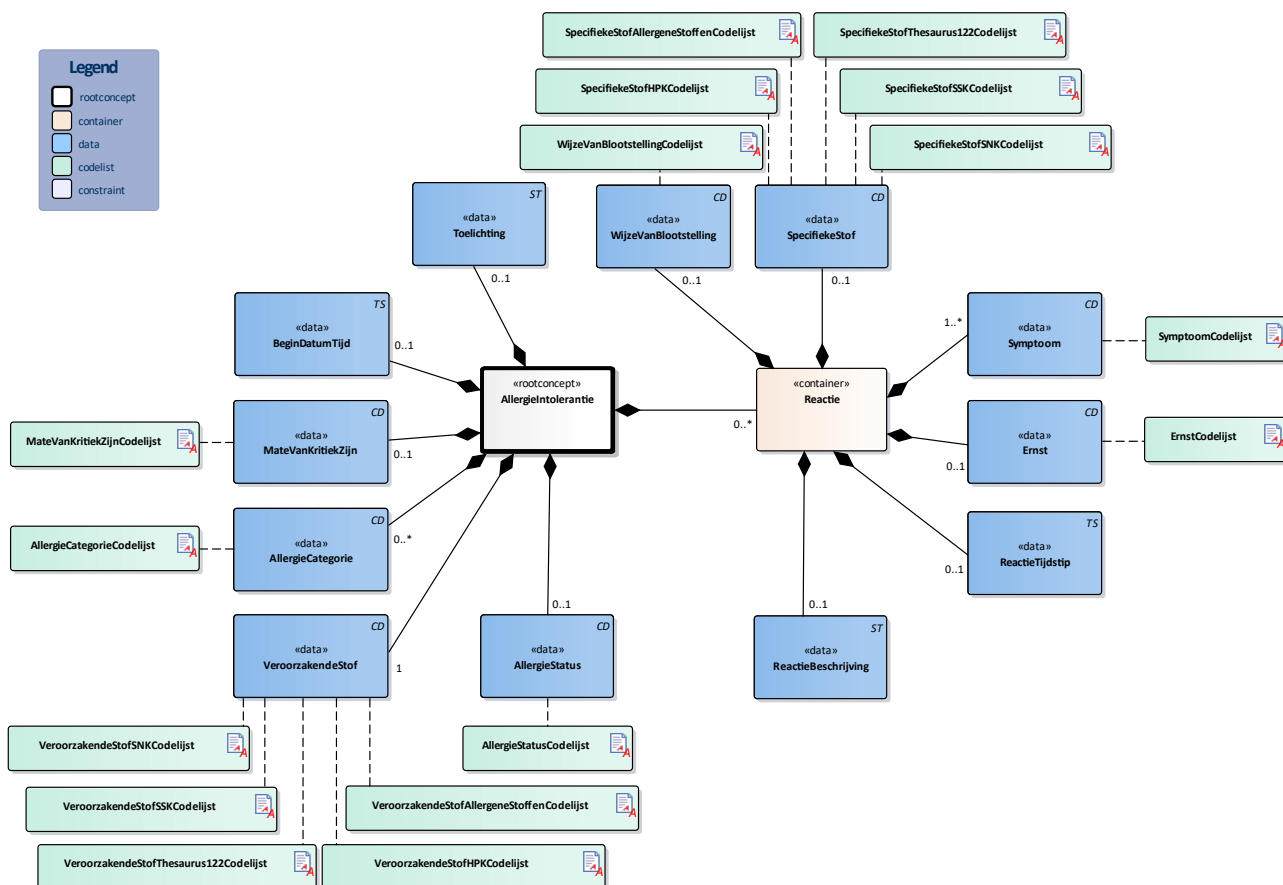 Legend
rootconcept
container
data
codelist
constraint
SpecifiekeStofAllergeneStoffenCodelijst
SpecifiekeStofThesaurus122Codelijst
SpecifiekeStofHPKCodelijst
SpecifiekeStofSSKCodelijst
WijzeVanBlootstellingCodelijst
SpecifiekeStofSNKCodelijst
ST
«data»
Toelichting
0..1
CD
«data»
WijzeVanBlootstelling
0..1
CD
«data»
SpecifiekeStof
0..1
TS
«data»
BeginDatumTijd
0..1
CD
«data»
Symptoom
1..*
SymptoomCodelijst
«rootconcept»
AllergieIntolerantie
«container»
Reactie
0..*
MateVanKritiekZijnCodelijst
CD
«data»
MateVanKritiekZijn
0..1
CD
«data»
Ernst
0..1
ErnstCodelijst
AllergieCategorieCodelijst
CD
«data»
AllergieCategorie
0..*
TS
«data»
ReactieTijdstip
0..1
CD
«data»
VeroorzakendeStof
1
0..1
CD
«data»
AllergieStatus
0..1
ST
«data»
ReactieBeschrijving
VeroorzakendeStofSNKCodelijst
AllergieStatusCodelijst
VeroorzakendeStofSSKCodelijst
VeroorzakendeStofAllergeneStoffenCodelijst
VeroorzakendeStofThesaurus122Codelijst
VeroorzakendeStofHPKCodelijst